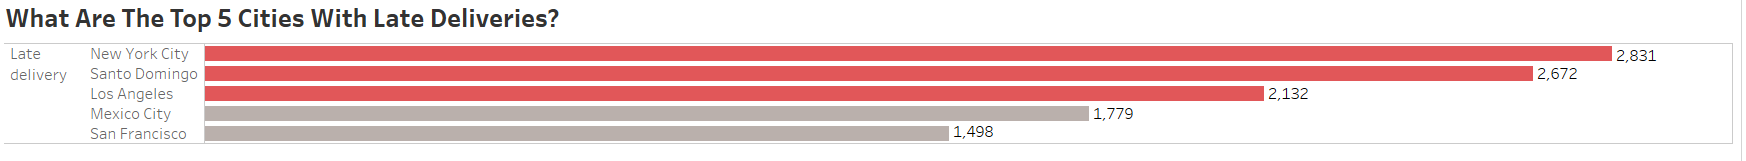 What Are The Top 5 Cities With Late Deliveries?
Late delivery
New York City 2,831
Santo Domingo 2,672
Los Angeles 2,132
Mexico City 1,779
San Francisco 1,498